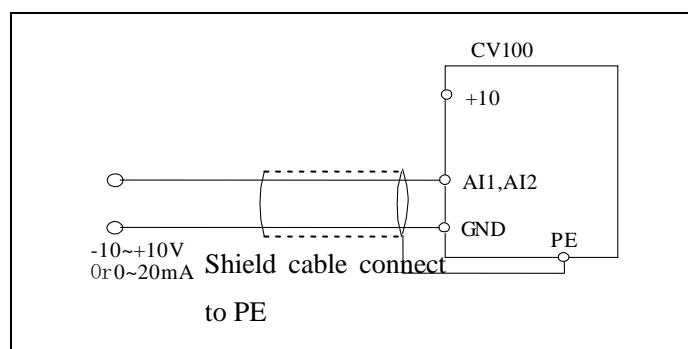 CV100
+10
AI1,AI2
GND
PE
-10~+10V
0r0~20mA
Shield cable connect
to PE